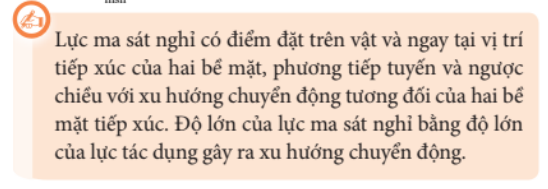 Lực ma sát nghỉ có điểm đặt trên vật và ngay tại vị trí
tiếp xúc của hai bề mặt, phương tiếp tuyến và ngược
chiều với xu hướng chuyển động tương đối của hai bề
mặt tiếp xúc. Độ lớn của lực ma sát nghỉ bằng độ lớn
của lực tác dụng gây ra xu hướng chuyển động.